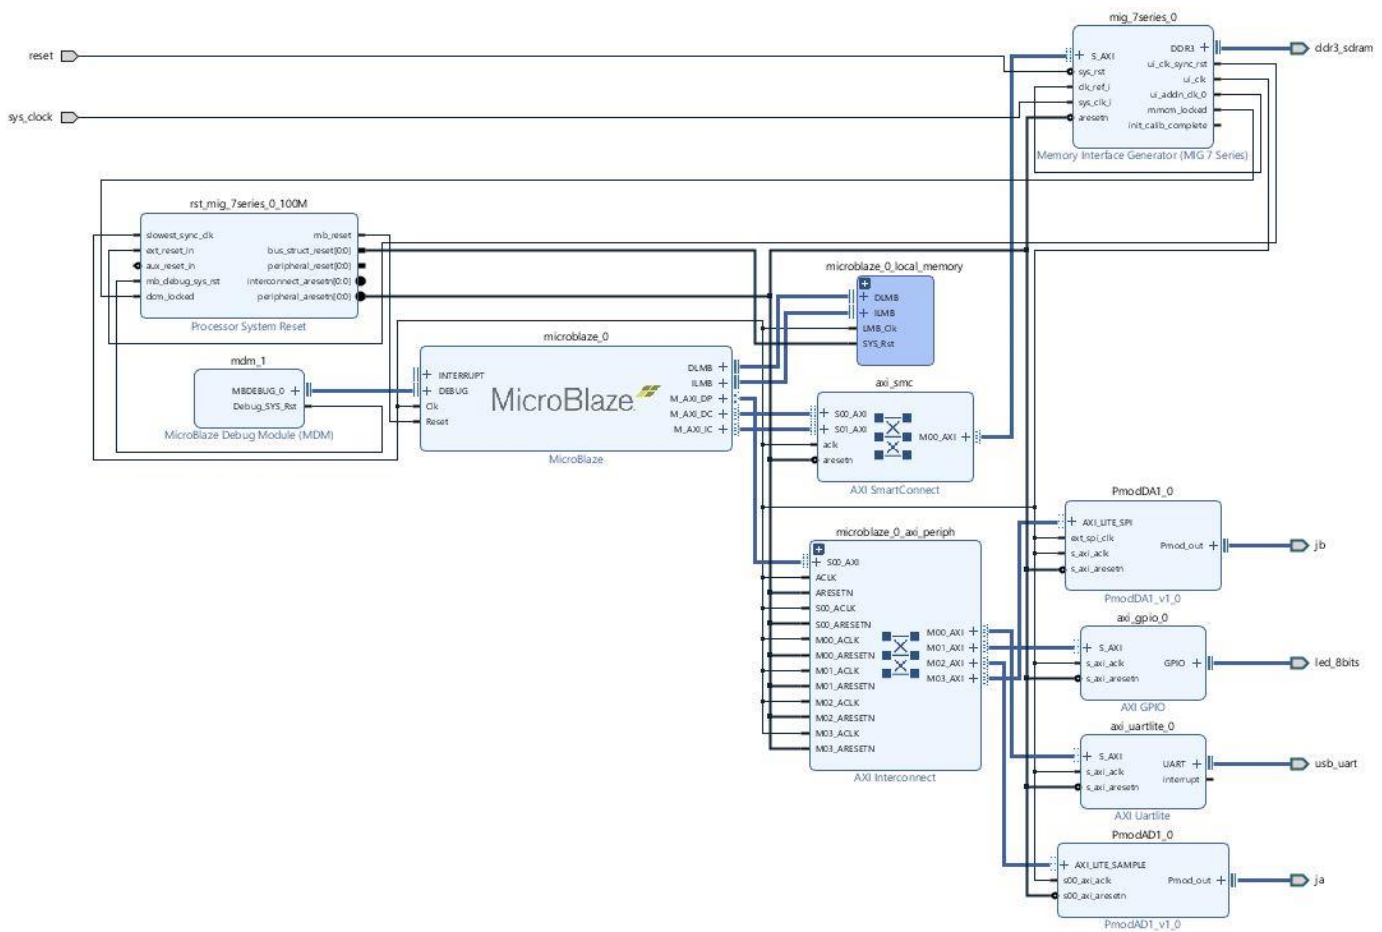 mig_7series_0
reset
DDR3
ddr3_sdram
S_AXI
ui_clk_sync_rst
sys_rst
ui_clk
clk_ref_i
ui_addn_clk_0
sys_clk_i
mmcm_locked
sys_clock
aresetn
init_calib_complete
Memory Interface Generator (MIG 7 Series)
rst_mig_7series_0_100M
slowest_sync_clk
mb_reset
ext_reset_in
bus_struct_reset[0:0]
aux_reset_in
peripheral_reset[0:0]
mb_debug_sys_rst
interconnect_aresetn[0:0]
dcm_locked
peripheral_aresetn[0:0]
Processor System Reset
microblaze_0_local_memory
DLMB
ILMB
LMB_Clk
SYS_Rst
mdm_1
MBDEBUG_0
Debug_SYS_Rst
MicroBlaze Debug Module (MDM)
microblaze_0
INTERRUPT
DEBUG
Clk
Reset
MicroBlaze
DLMB
ILMB
M_AXI_DP
M_AXI_DC
M_AXI_IC
MicroBlaze
axi_smc
S00_AXI
S01_AXI
M00_AXI
aclk
aresetn
AXI SmartConnect
microblaze_0_axi_periph
S00_AXI
ACLK
ARESETN
S00_ACLK
S00_ARESETN
M00_ACLK
M00_ARESETN
M01_ACLK
M01_ARESETN
M02_ACLK
M02_ARESETN
M03_ACLK
M03_ARESETN
M00_AXI
M01_AXI
M02_AXI
M03_AXI
AXI Interconnect
PmodDA1_0
AXI_LITE_SPI
ext_spi_clk
s_axi_aclk
s_axi_aresetn
Pmod_out
jb
PmodDA1_v1_0
axi_gpio_0
S_AXI
s_axi_aclk
s_axi_aresetn
GPIO
led_8bits
AXI GPIO
axi_uartlite_0
S_AXI
s_axi_aclk
s_axi_aresetn
UART
interrupt
usb_uart
AXI Uartlite
PmodAD1_0
AXI_LITE_SAMPLE
s00_axi_aclk
s00_axi_aresetn
Pmod_out
ja
PmodAD1_v1_0